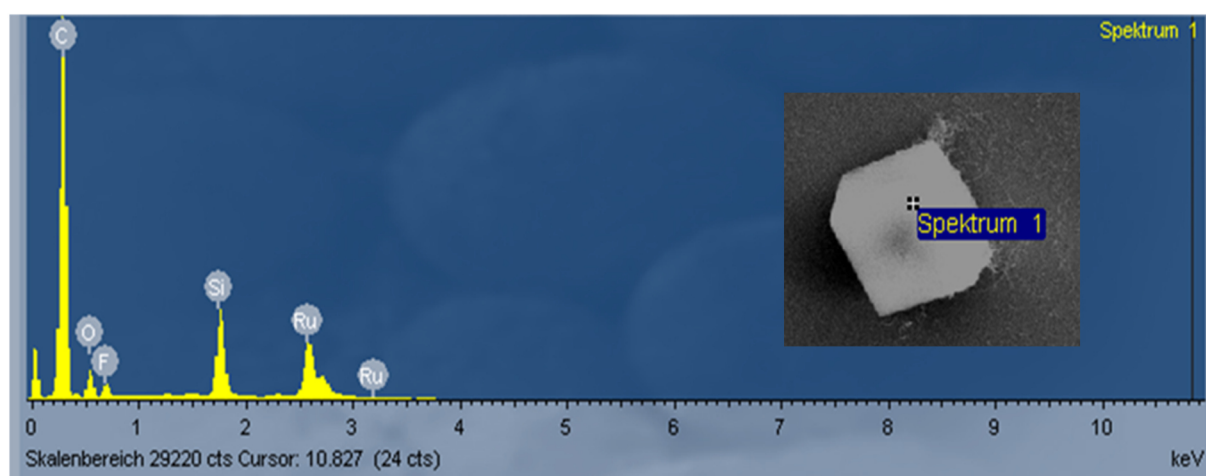 Spektrum 1
C
O
F
Si
Ru
Ru
Spektrum 1
0 1 2 3 4 5 6 7 8 9 10
Skalenbereich 29220 cts Cursor: 10.827 (24 cts) keV